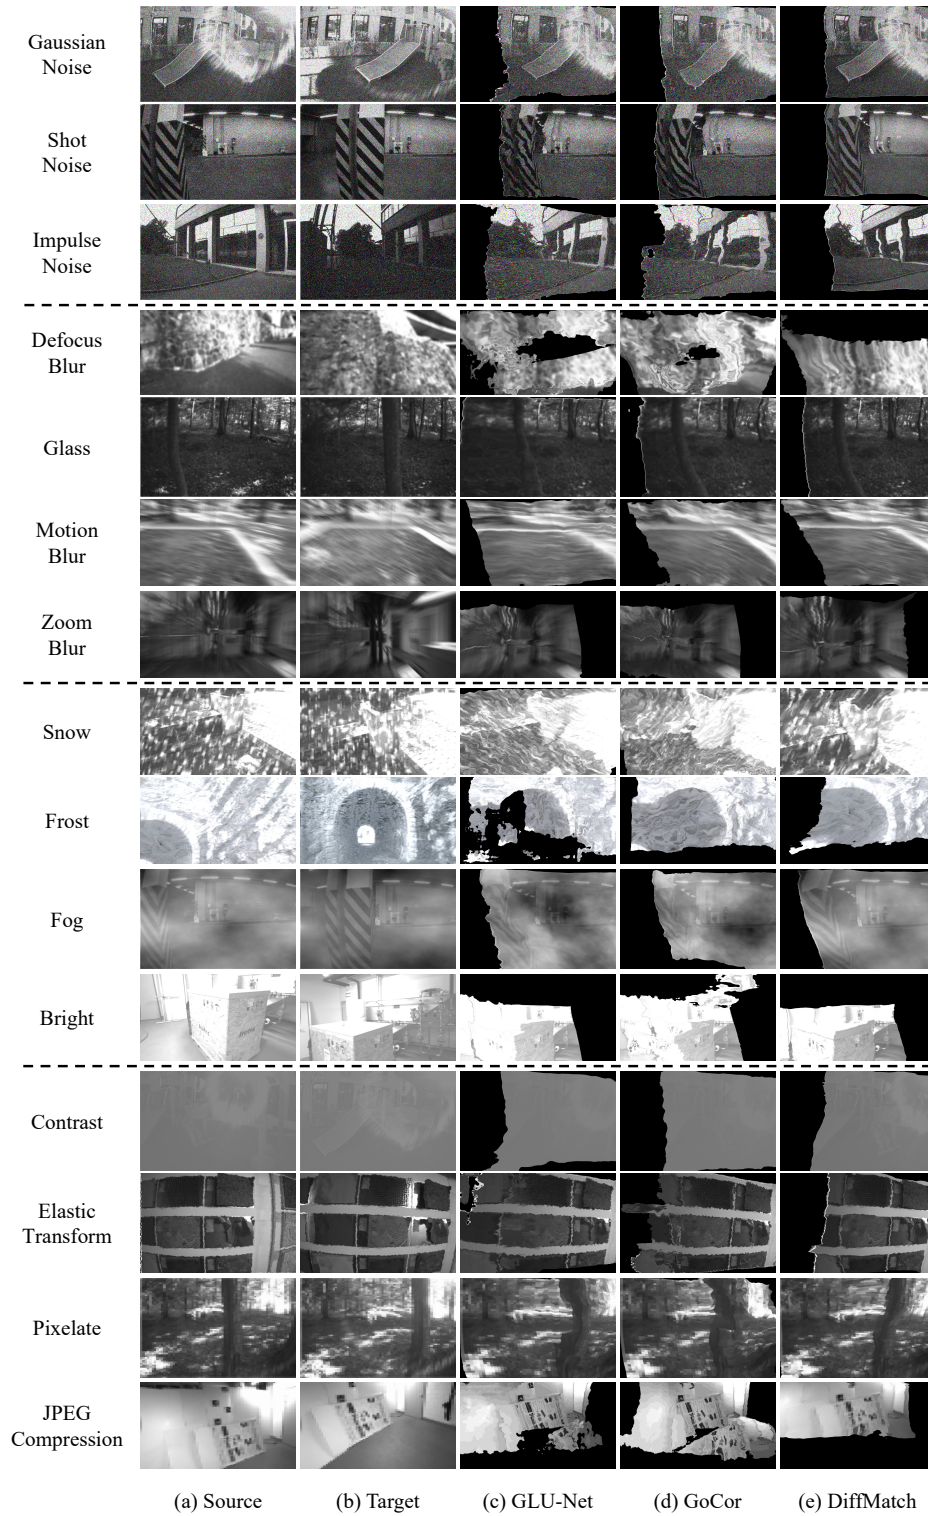 Gaussian
Noise
Shot
Noise
Impulse
Noise
Defocus
Blur
Glass
Motion
Blur
Zoom
Blur
Snow
Frost
Fog
Bright
Contrast
Elastic
Transform
Pixelate
JPEG
Compression
(a) Source (b) Target (c) GLU-Net (d) GoCor (e) DiffMatch